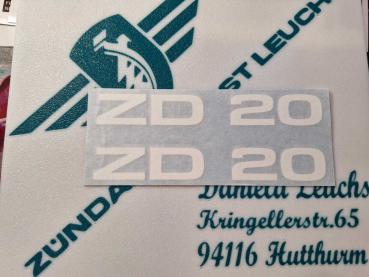 ZÜNDA ST LEUCH
ZD 20
ZD 20
Daniela Leuchs
Kringellerstr.65
94116 Hutthurm